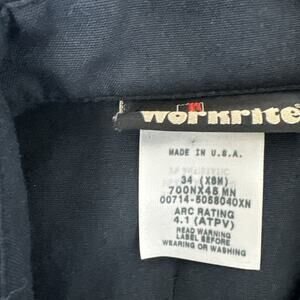 workrite
MADE IN U.S.A.
34 (XSM)
700NX45 MN
00714-5058040XN
ARC RATING
4.1 (ATPV)
READ WARNING
LABEL BEFORE
WEARING OR WASHING